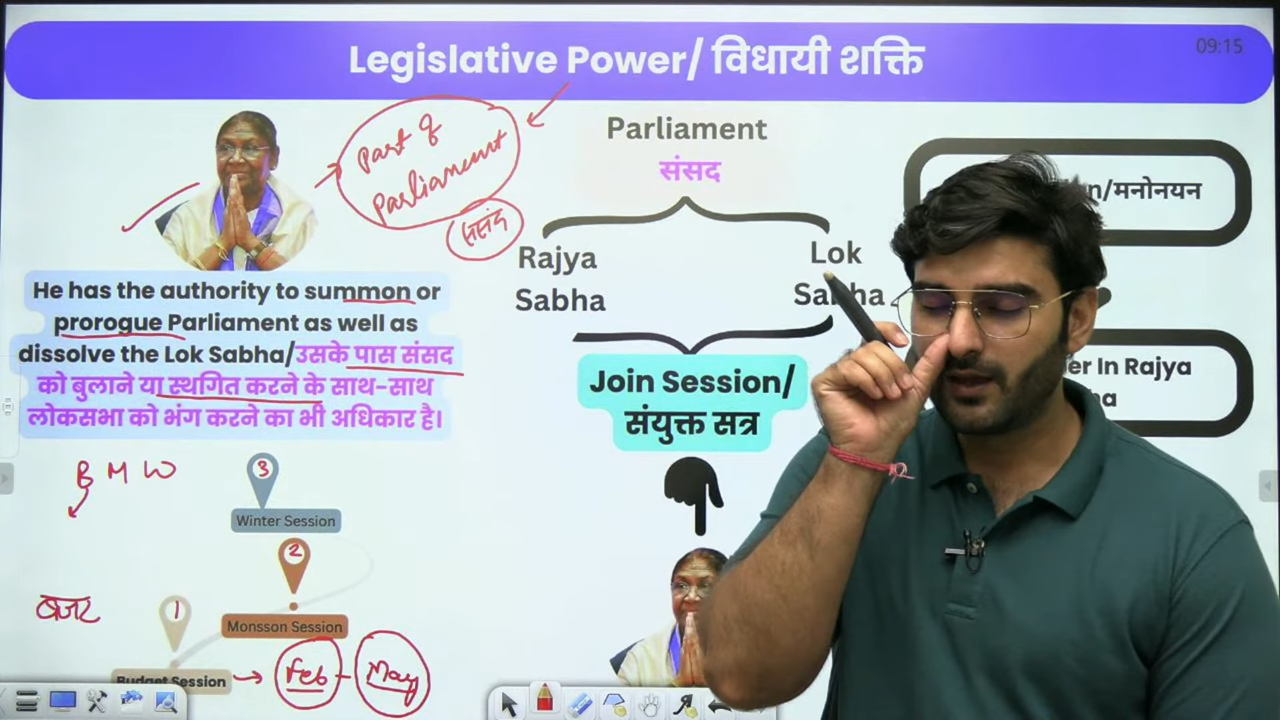 Legislative Power/ विधायी शक्ति
09:15
Part of
Parliament
संसद
Parliament
संसद
Rajya
Sabha
Lok
Sabha
n/मनोनयन
er In Rajya
He has the authority to summon or
prorogue Parliament as well as
dissolve the Lok Sabha/उसके पास संसद
को बुलाने या स्थगित करने के साथ-साथ
लोकसभा को भंग करने का भी अधिकार है।
Join Session/
संयुक्त सत्र
B M W
3
Winter Session
2
Monsson Session
बजट
1
Budget Session
Feb - May